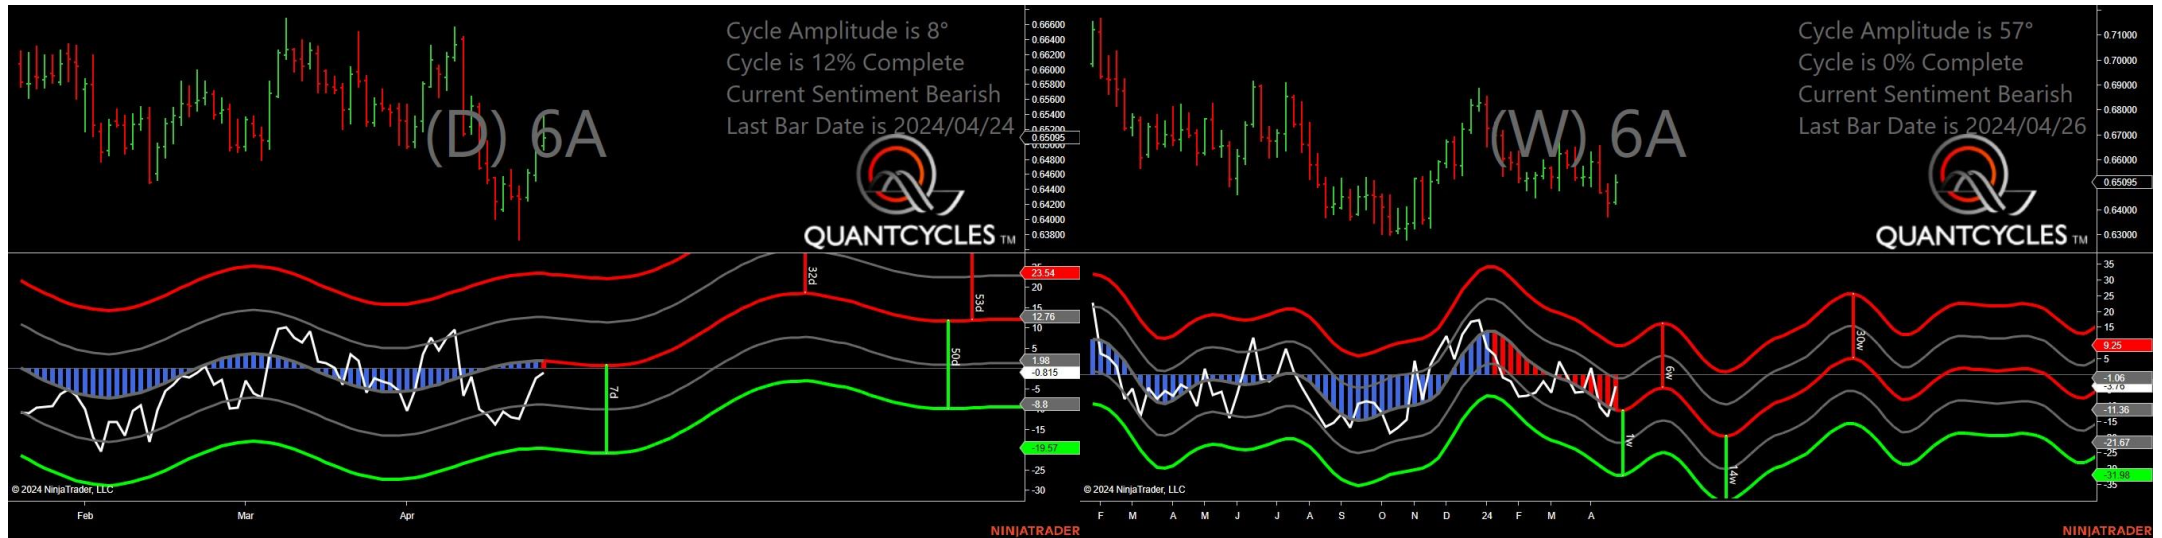 Cycle Amplitude is 8°
Cycle is 12% Complete
Current Sentiment Bearish
Last Bar Date is 2024/04/24
(D) 6A
QUANTCYCLES TM
0.66600
0.66400
0.66200
0.66000
0.65800
0.65600
0.65400
0.65200
0.65095
0.64800
0.64600
0.64400
0.64200
0.64000
0.63800
32d
53d
50d
7d
23.54
20
15
12.76
10
5
1.98
-0.815
-5
-8.8
-15
-19.57
-25
-30
© 2024 NinjaTrader, LLC
Feb
Mar
Apr
NINJATRADER
Cycle Amplitude is 57°
Cycle is 0% Complete
Current Sentiment Bearish
Last Bar Date is 2024/04/26
(W) 6A
QUANTCYCLES TM
0.71000
0.70000
0.69000
0.68000
0.67000
0.66000
0.65095
0.64000
0.63000
6w
30w
1w
14w
35
30
25
20
15
9.25
5
-1.06
-3.76
-11.36
-15
-21.67
-25
-31.98
-35
© 2024 NinjaTrader, LLC
F
M
A
M
J
J
A
S
O
N
D
24
F
M
A
NINJATRADER